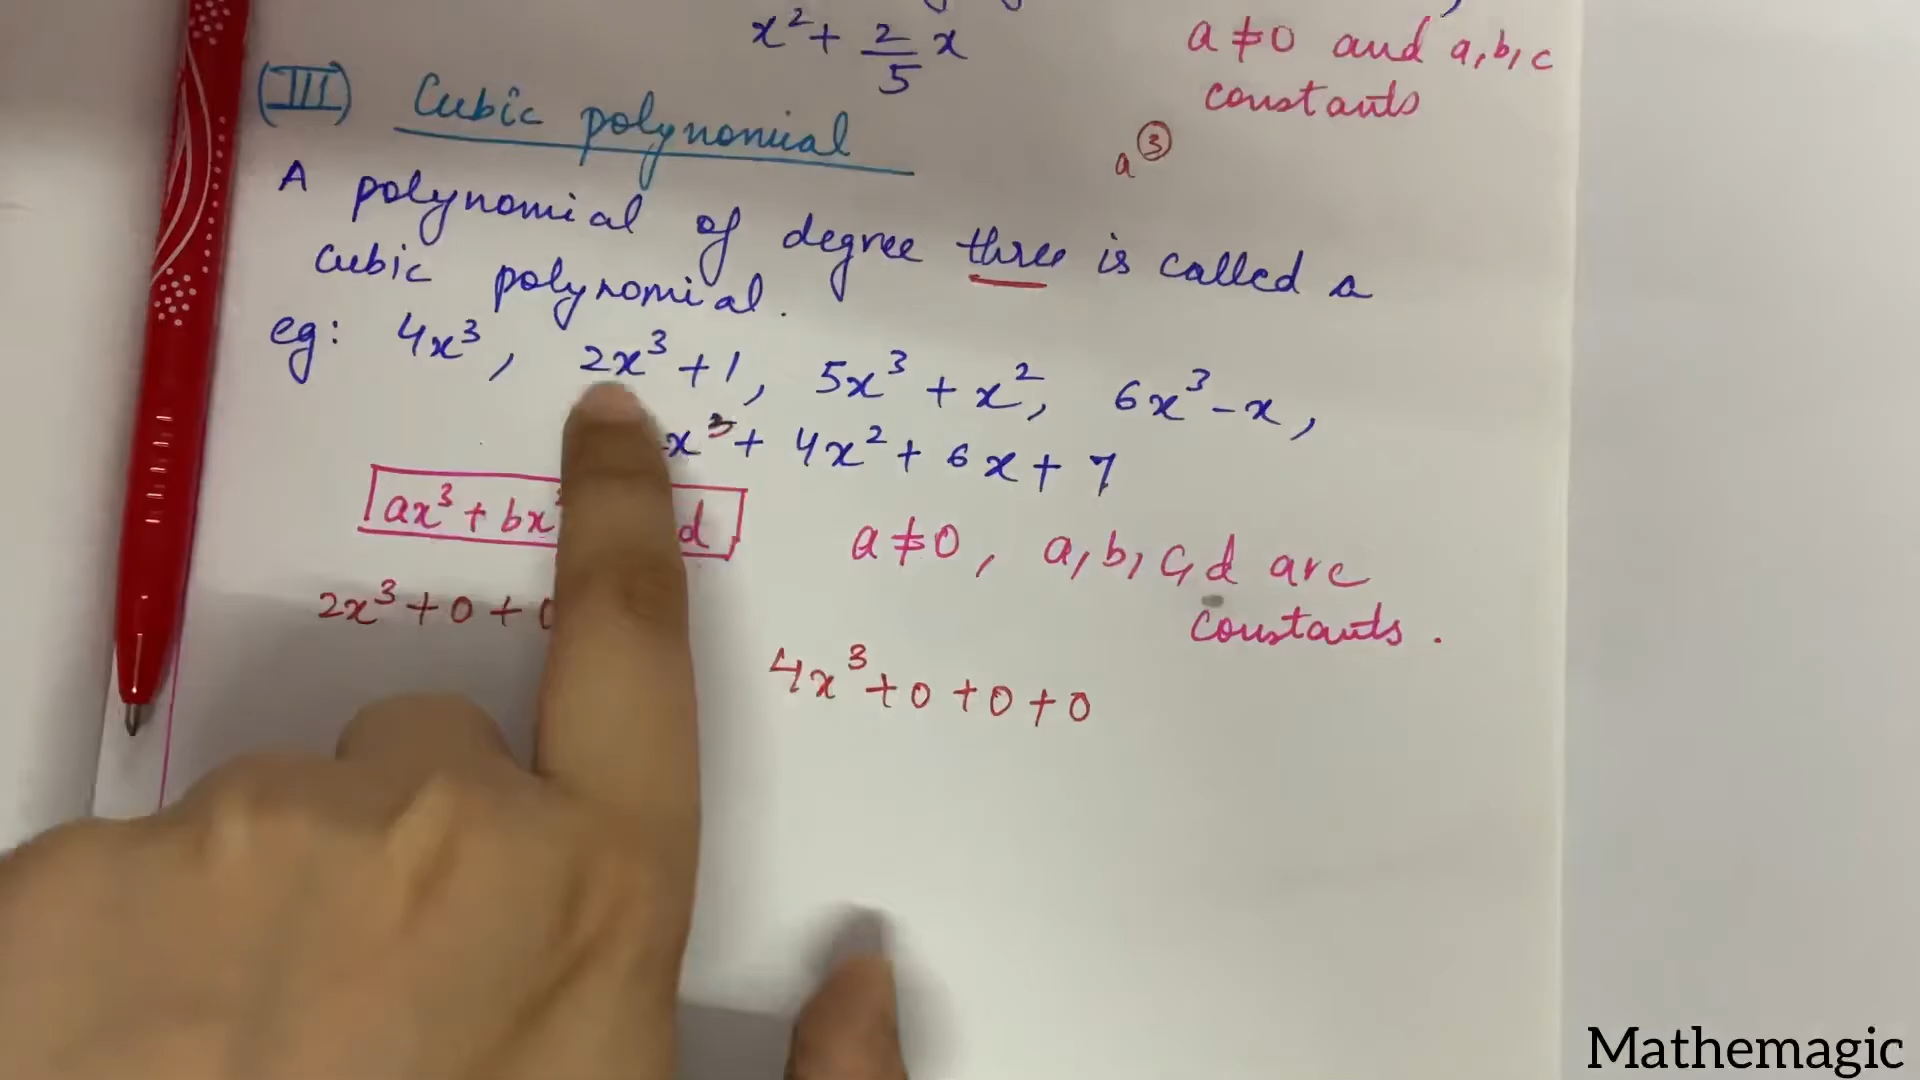 x² + 2/5 x
a ≠ 0 and a, b, c
constants
(III) Cubic polynomial
a③
A polynomial of degree three is called a
cubic polynomial.
eg: 4x³, 2x³ + 1, 5x³ + x², 6x³ - x,
x³ + 4x² + 6x + 7
ax³ + bx d
a ≠ 0, a, b, c, d are
constants.
2x³ + 0 +
4x³ + 0 + 0 + 0
Mathemagic